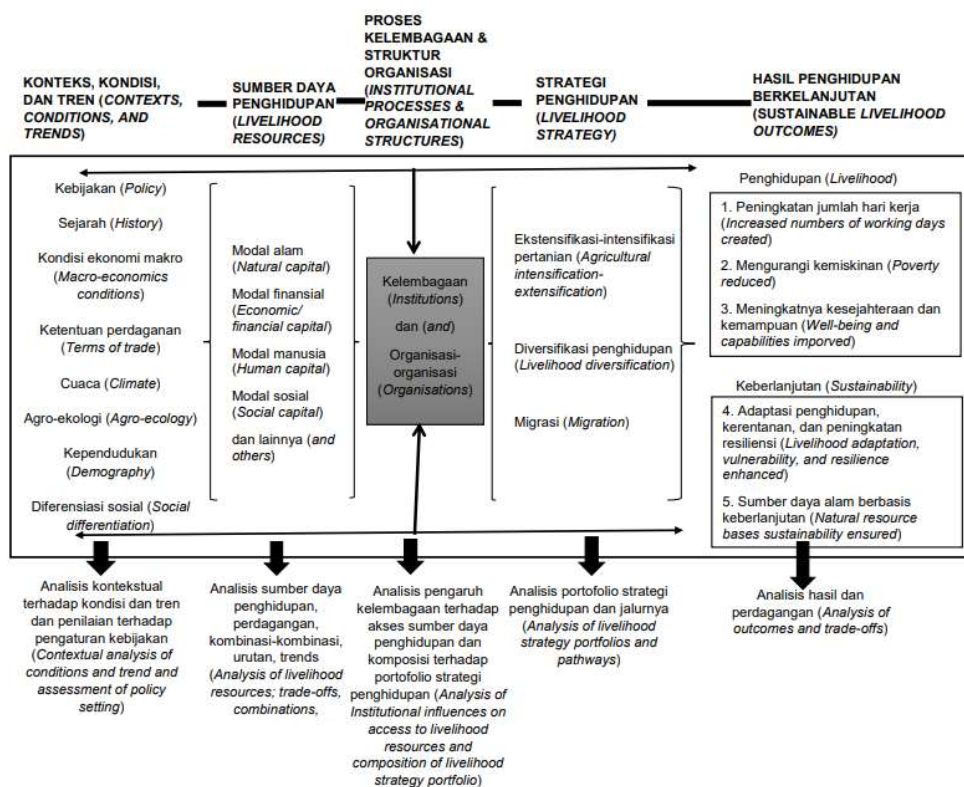 KONTEKS, KONDISI,
DAN TREN (CONTEXTS,
CONDITIONS, AND
TRENDS)
SUMBER DAYA
PENGHIDUPAN
(LIVELIHOOD
RESOURCES)
PROSES
KELEMBAGAAN &
STRUKTUR
ORGANISASI
(INSTITUTIONAL
PROCESSES &
ORGANISATIONAL
STRUCTURES)
STRATEGI
PENGHIDUPAN
(LIVELIHOOD
STRATEGY)
HASIL PENGHIDUPAN
BERKELANJUTAN
(SUSTAINABLE LIVELIHOOD
OUTCOMES)
Kebijakan (Policy)
Sejarah (History)
Kondisi ekonomi makro
(Macro-economics
conditions)
Ketentuan perdaganan
(Terms of trade)
Cuaca (Climate)
Agro-ekologi (Agro-ecology)
Kependudukan
(Demography)
Diferensiasi sosial (Social
differentiation)
Modal alam
(Natural capital)
Modal finansial
(Economic/
financial capital)
Modal manusia
(Human capital)
Modal sosial
(Social capital)
dan lainnya (and
others)
Kelembagaan
(Institutions)
dan (and)
Organisasi-
organisasi
(Organisations)
Ekstensifikasi-intensifikasi
pertanian (Agricultural
intensification-
extensification)
Diversifikasi penghidupan
(Livelihood diversification)
Migrasi (Migration)
Penghidupan (Livelihood)
1. Peningkatan jumlah hari kerja
(Increased numbers of working days
created)
2. Mengurangi kemiskinan (Poverty
reduced)
3. Meningkatnya kesejahteraan dan
kemampuan (Well-being and
capabilities imporved)
Keberlanjutan (Sustainability)
4. Adaptasi penghidupan,
kerentanan, dan peningkatan
resiliensi (Livelihood adaptation,
vulnerability, and resilience
enhanced)
5. Sumber daya alam berbasis
keberlanjutan (Natural resource
bases sustainability ensured)
Analisis kontekstual
terhadap kondisi dan tren
dan penilaian terhadap
pengaturan kebijakan
(Contextual analysis of
conditions and trend and
assessment of policy
setting)
Analisis sumber daya
penghidupan,
perdagangan,
kombinasi-kombinasi,
urutan, trends
(Analysis of livelihood
resources; trade-offs,
combinations,
Analisis pengaruh
kelembagaan terhadap
akses sumber daya
penghidupan dan
komposisi terhadap
portofolio strategi
penghidupan (Analysis of
Institutional influences on
access to livelihood
resources and
composition of livelihood
strategy portfolio)
Analisis portofolio strategi
penghidupan dan jalurnya
(Analysis of livelihood
strategy portfolios and
pathways)
Analisis hasil dan
perdagangan (Analysis of
outcomes and trade-offs)